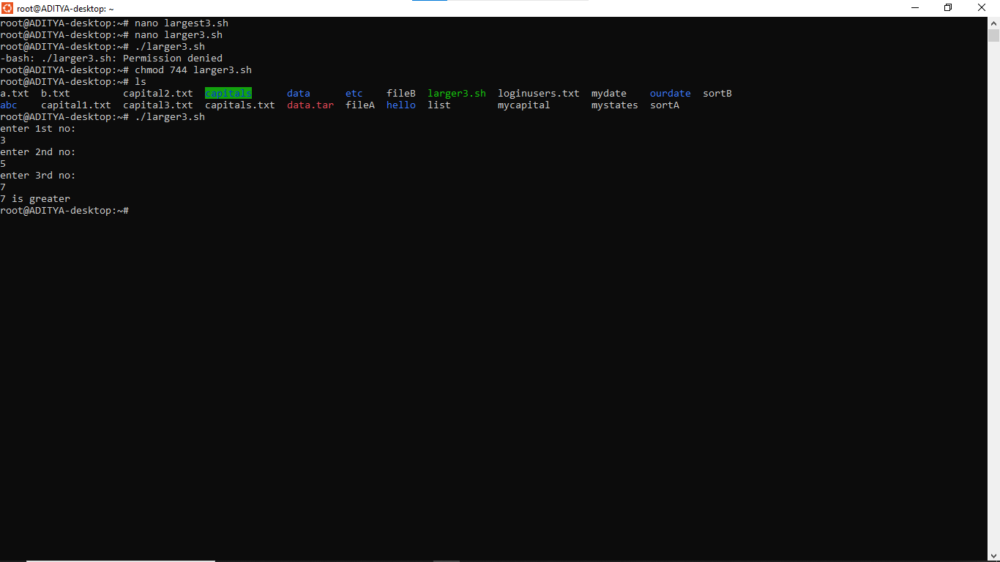 root@ADITYA-desktop: ~
root@ADITYA-desktop:~# nano largest3.sh
root@ADITYA-desktop:~# nano larger3.sh
root@ADITYA-desktop:~# ./larger3.sh
-bash: ./larger3.sh: Permission denied
root@ADITYA-desktop:~# chmod 744 larger3.sh
root@ADITYA-desktop:~# ls
a.txt  b.txt         capital2.txt  capitals      data      etc    fileB  larger3.sh  loginusers.txt  mydate    ourdate  sortB
abc    capital1.txt  capital3.txt  capitals.txt  data.tar  fileA  hello  list        mycapital       mystates  sortA
root@ADITYA-desktop:~# ./larger3.sh
enter 1st no:
3
enter 2nd no:
5
enter 3rd no:
7
7 is greater
root@ADITYA-desktop:~#